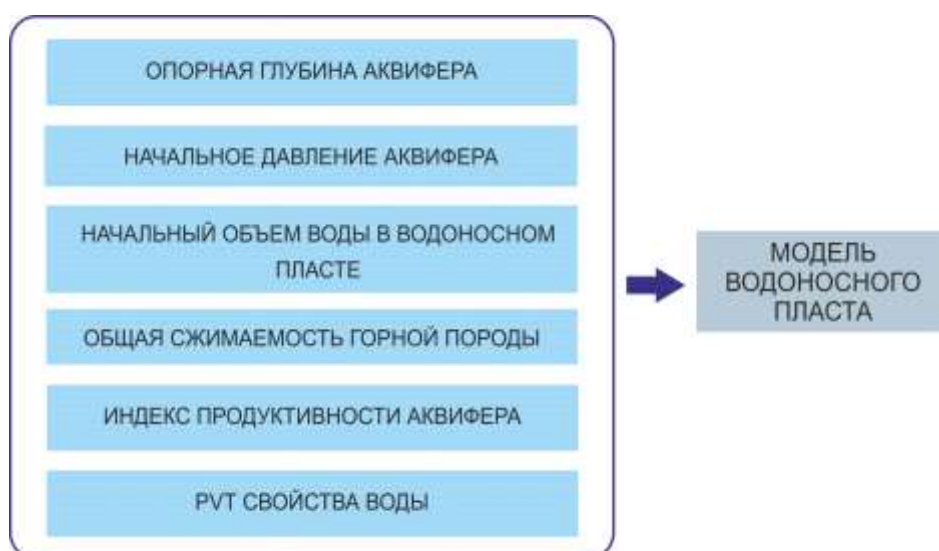 ОПОРНАЯ ГЛУБИНА АКВИФЕРА
НАЧАЛЬНОЕ ДАВЛЕНИЕ АКВИФЕРА
НАЧАЛЬНЫЙ ОБЪЕМ ВОДЫ В ВОДОНОСНОМ
ПЛАСТЕ
ОБЩАЯ СЖИМАЕМОСТЬ ГОРНОЙ ПОРОДЫ
ИНДЕКС ПРОДУКТИВНОСТИ АКВИФЕРА
PVT СВОЙСТВА ВОДЫ
МОДЕЛЬ
ВОДОНОСНОГО
ПЛАСТА